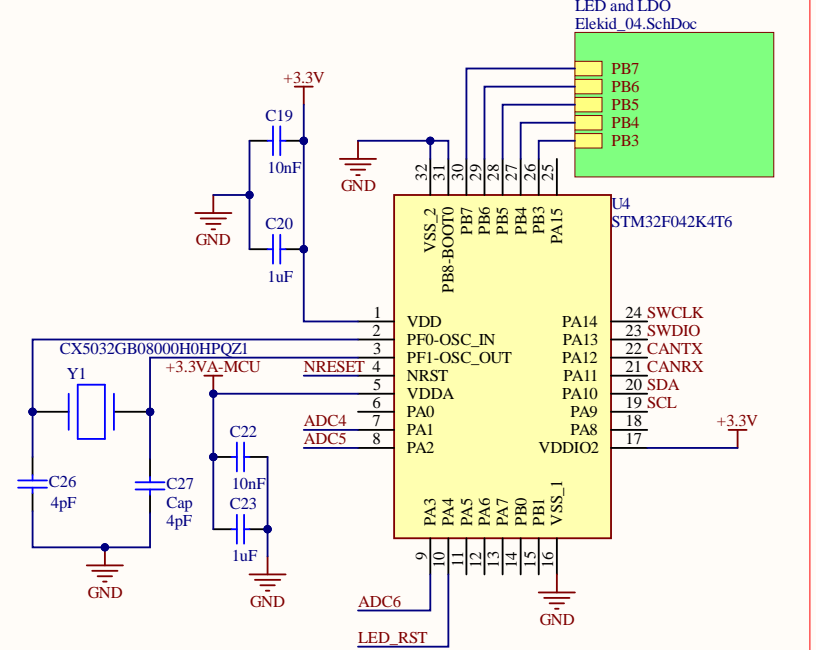 LED and LDO
Elekid_04.SchDoc
PB7
PB6
PB5
PB4
PB3
+3.3V
C19
10nF
GND
C20
1uF
GND
32
31
30
29
28
27
26
25
VSS_2
PB8-BOOT0
PB7
PB6
PB5
PB4
PB3
PA15
U4
STM32F042K4T6
1 VDD
2 PF0-OSC_IN
3 PF1-OSC_OUT
NRESET 4 NRST
5 VDDA
6 PA0
ADC4 7 PA1
ADC5 8 PA2
PA14 24 SWCLK
PA13 23 SWDIO
PA12 22 CANTX
PA11 21 CANRX
PA10 20 SDA
PA9 19 SCL
PA8 18
VDDIO2 17
+3.3V
CX5032GB08000H0HPQZ1
Y1
+3.3VA-MCU
C26
4pF
C27
Cap
4pF
GND
C22
10nF
C23
1uF
GND
PA3
PA4
PA5
PA6
PA7
PB0
PB1
VSS_1
9
10
11
12
13
14
15
16
ADC6
LED_RST
GND